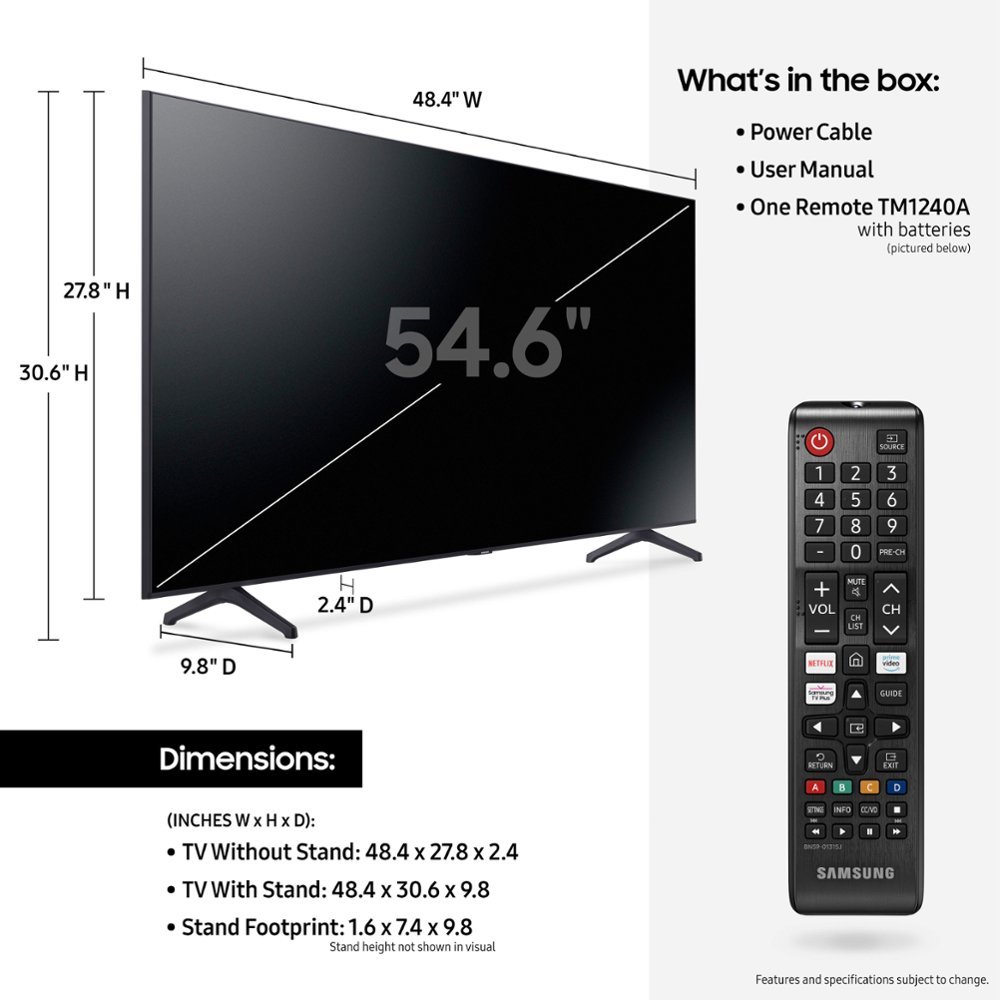 48.4" W
27.8" H
30.6" H
54.6"
2.4" D
9.8" D
Dimensions:
(INCHES W x H x D):
• TV Without Stand: 48.4 x 27.8 x 2.4
• TV With Stand: 48.4 x 30.6 x 9.8
• Stand Footprint: 1.6 x 7.4 x 9.8
Stand height not shown in visual
What's in the box:
• Power Cable
• User Manual
• One Remote TM1240A
with batteries
(pictured below)
SOURCE
1 2 3
4 5 6
7 8 9
- 0 PRE-CH
+ MUTE
VOL CH
CH
LIST
−
NETFLIX prime
video
Samsung
TV Plus GUIDE
RETURN EXIT
A B C D
SETTINGS INFO CC/VD
BN59-01315J
SAMSUNG
Features and specifications subject to change.